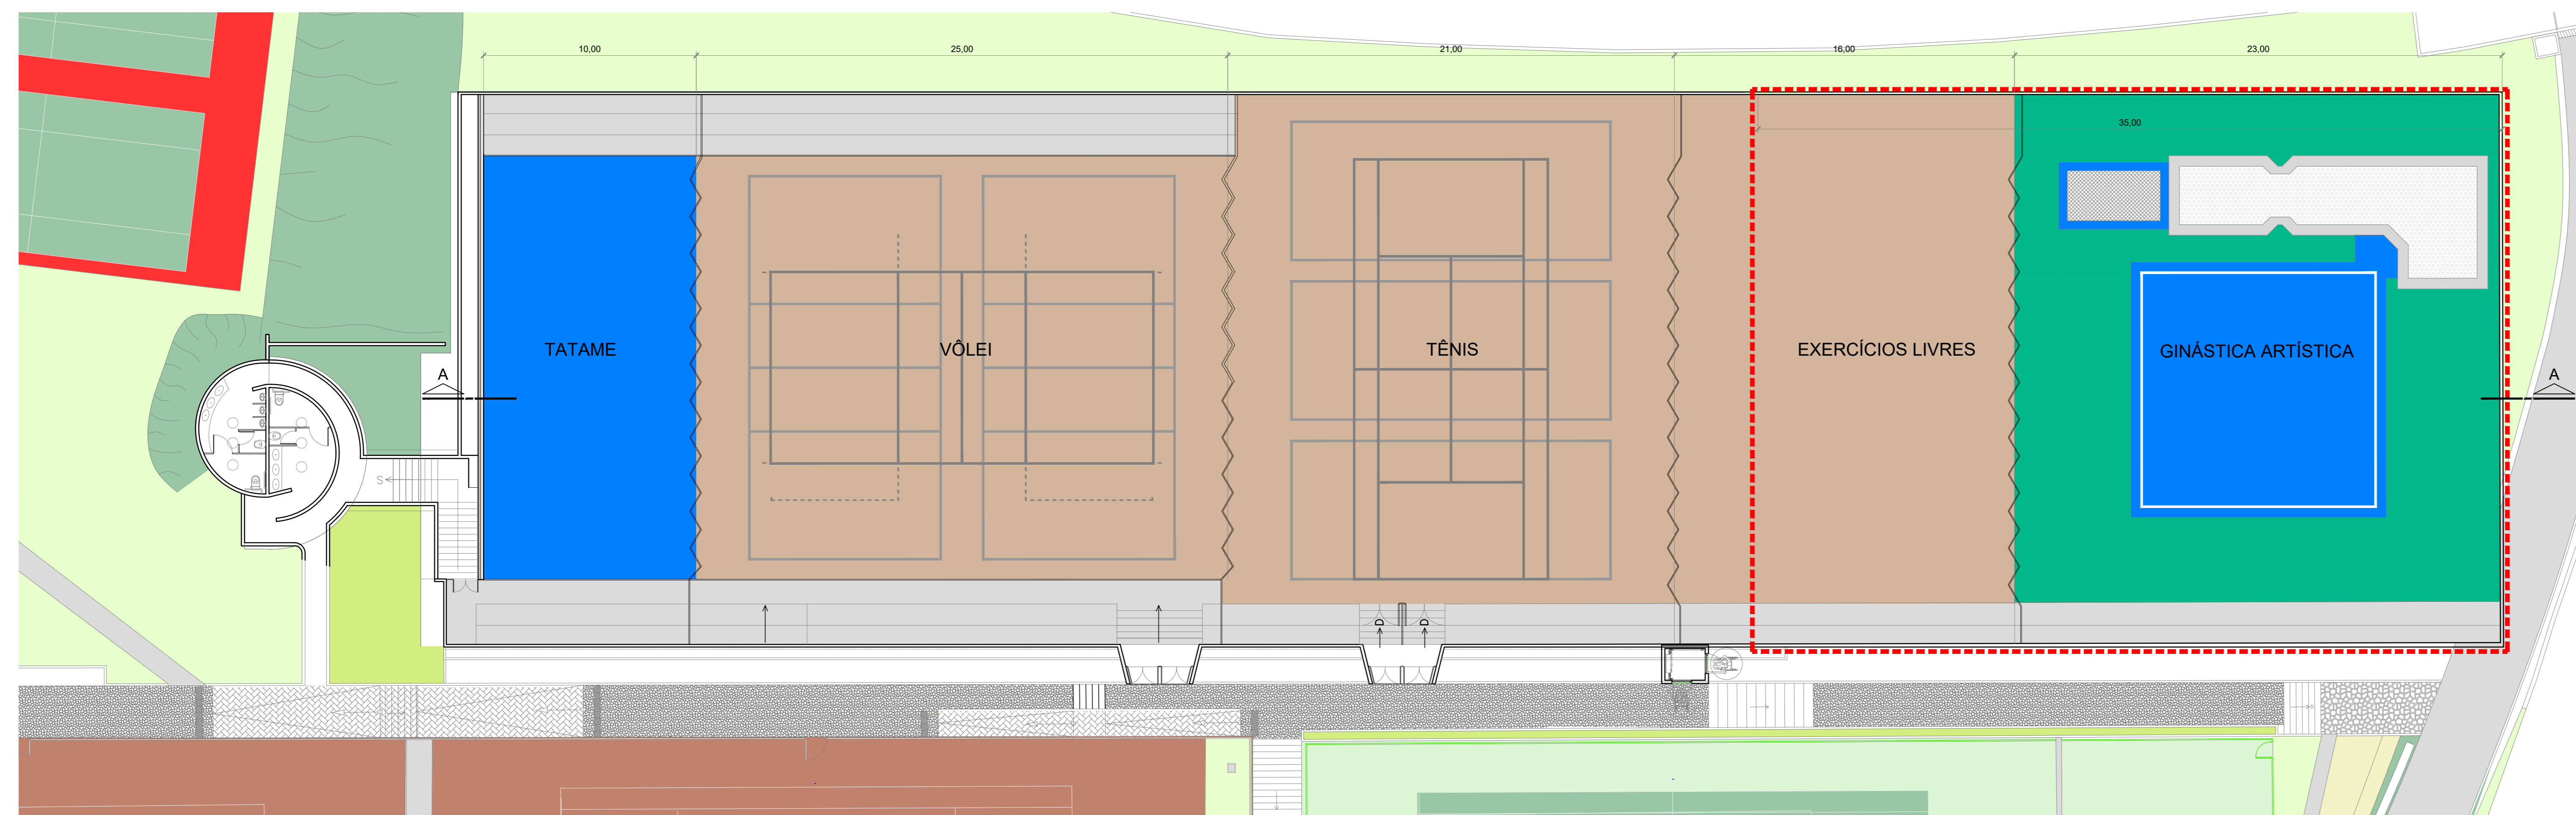 10,00
25,00
21,00
16,00
23,00
35,00
TATAME
VÔLEI
TÊNIS
EXERCÍCIOS LIVRES
GINÁSTICA ARTÍSTICA
A
A
S
D
D